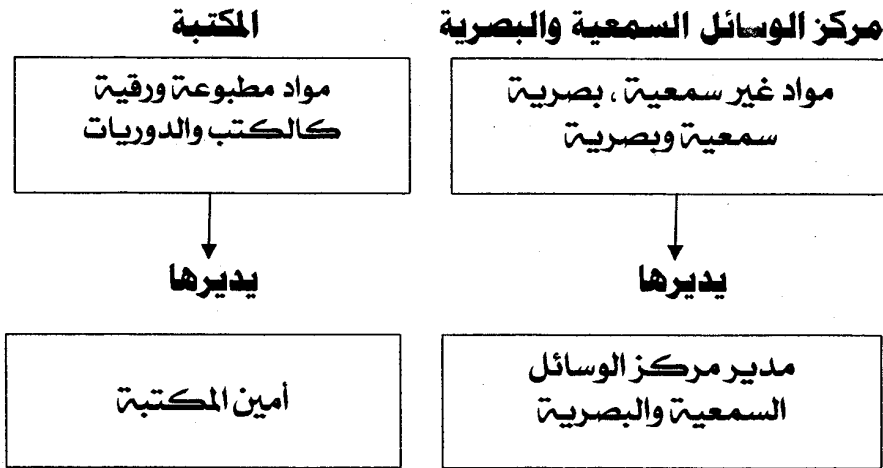 مركز الوسائل السمعية والبصرية
مواد غير سمعية، بصرية
سمعية وبصرية
يديرها
مدير مركز الوسائل
السمعية والبصرية
المكتبة
مواد مطبوعة ورقية
كالكتب والدوريات
يديرها
أمين المكتبة